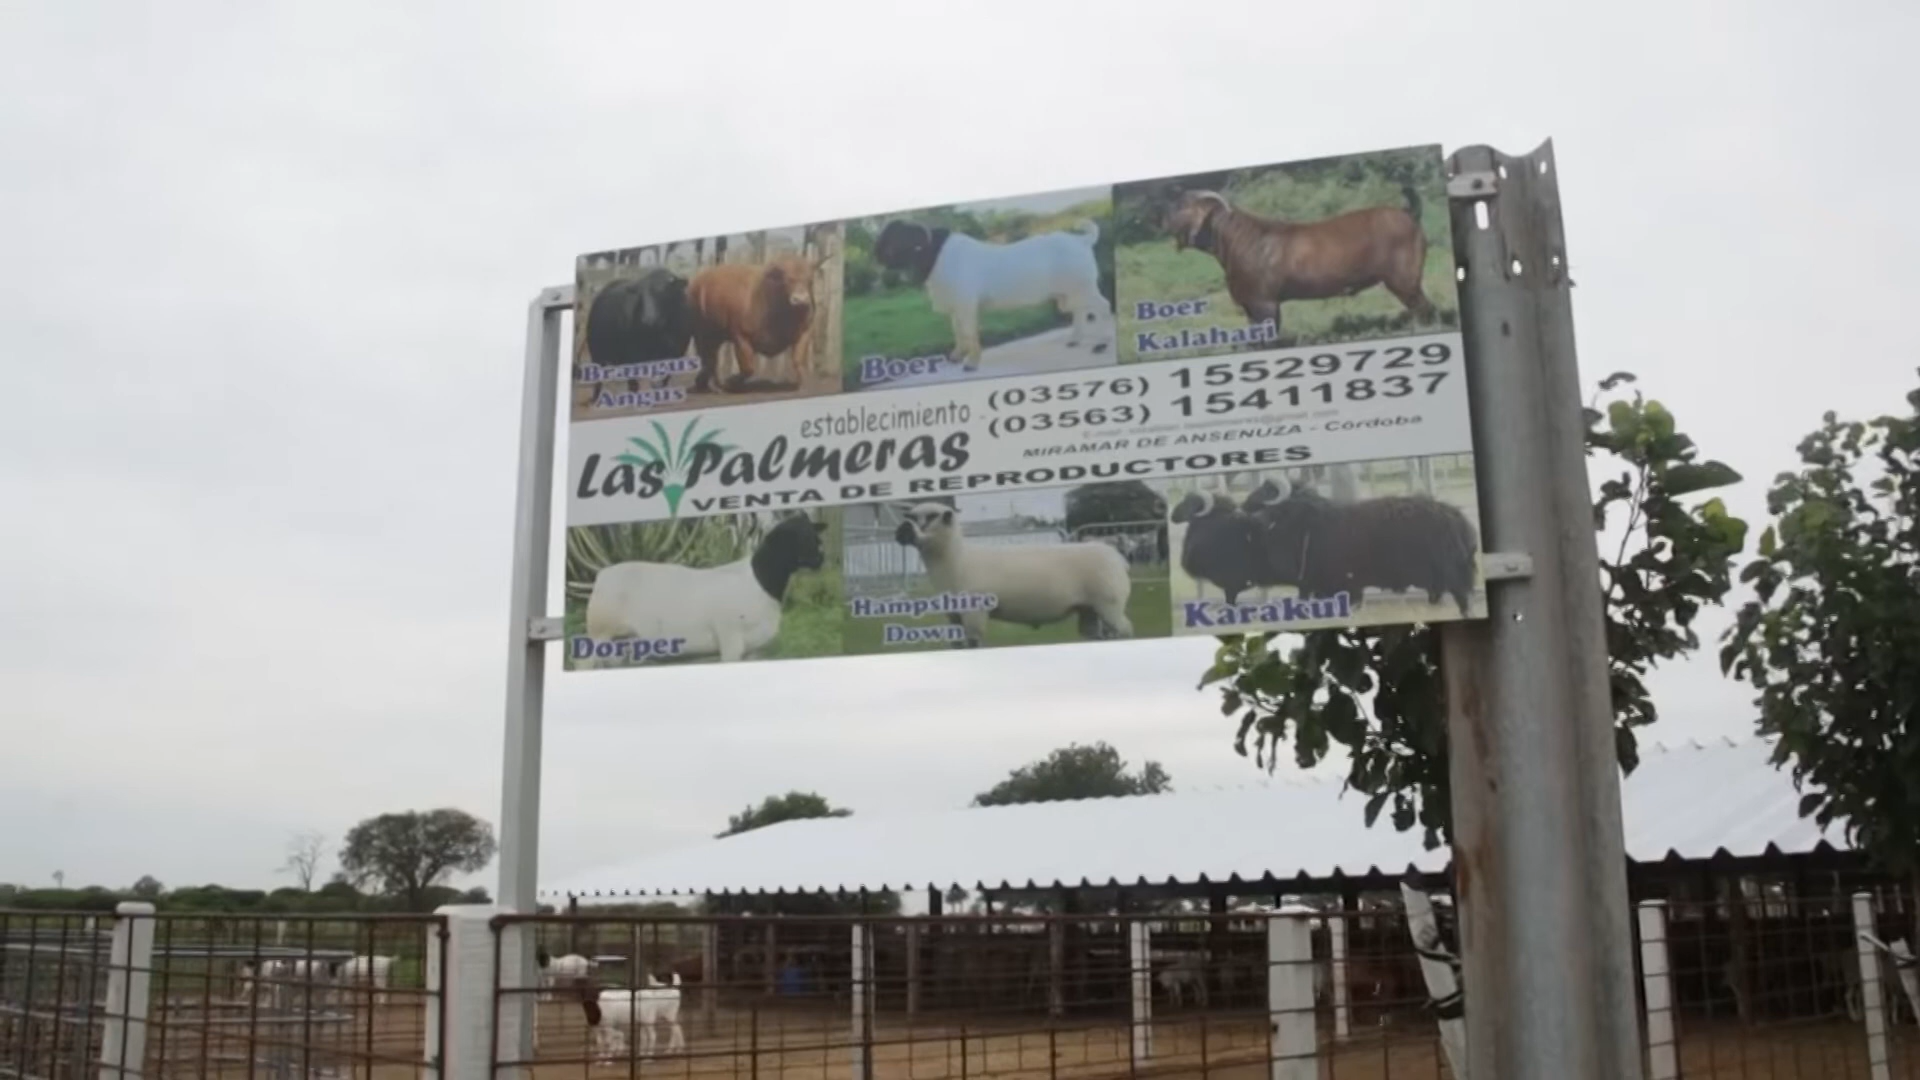 Brangus
Angus
Boer
Boer
Kalahari
establecimiento
Las Palmeras
(03576) 15529729
(03563) 15411837
MIRAMAR DE ANSENUZA - Córdoba
VENTA DE REPRODUCTORES
Dorper
Hampshire
Down
Karakul